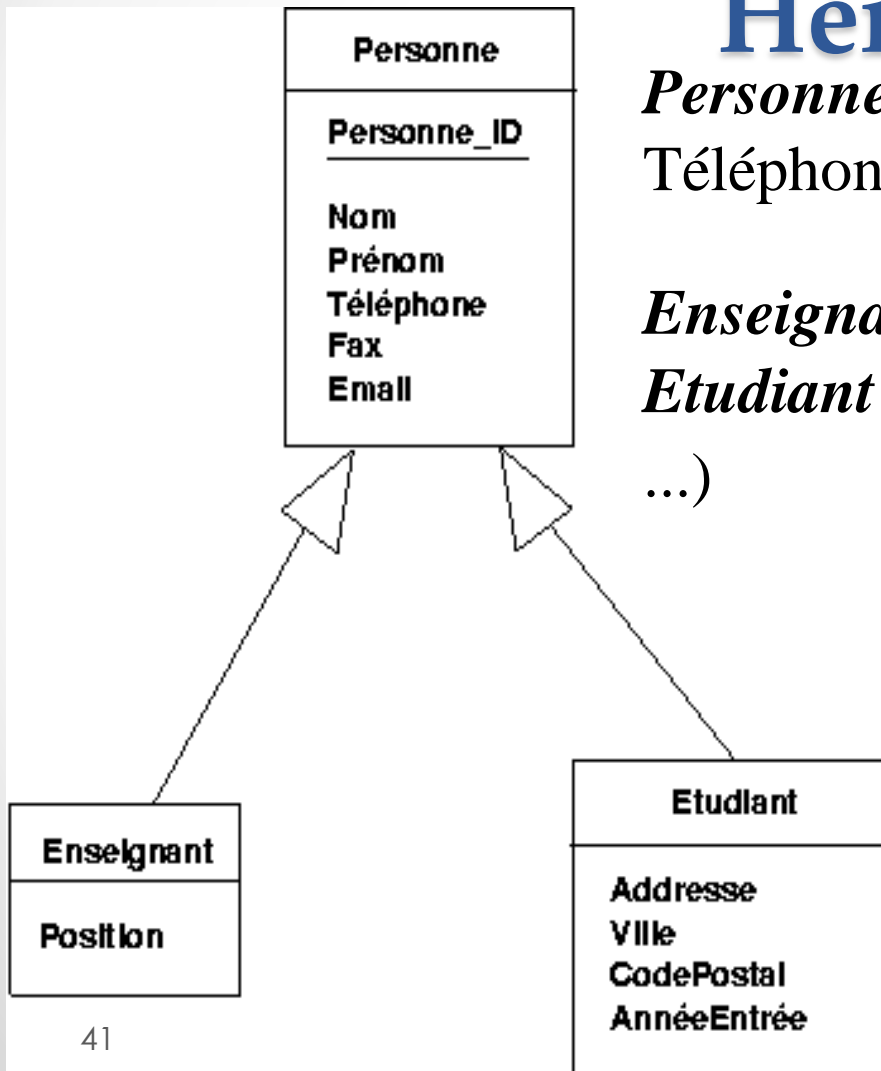 Her
Personne
Téléphon
Enseigna
Etudiant
...)
Personne
Personne_ID
Nom
Prénom
Téléphone
Fax
Email
Enseignant
Position
Etudiant
Addresse
Ville
CodePostal
AnnéeEntrée
41